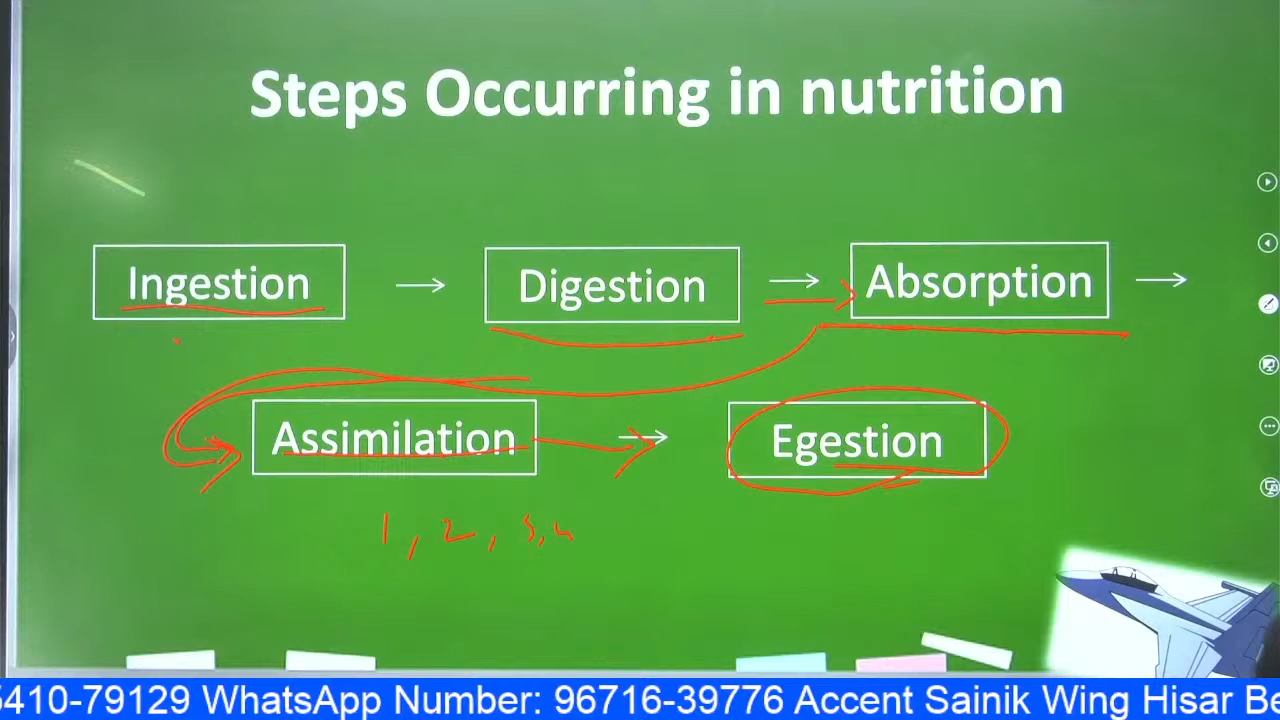 Steps Occurring in nutrition
Ingestion → Digestion → Absorption →
Assimilation → Egestion
1, 2, 3, 4
5410-79129 WhatsApp Number: 96716-39776 Accent Sainik Wing Hisar Be